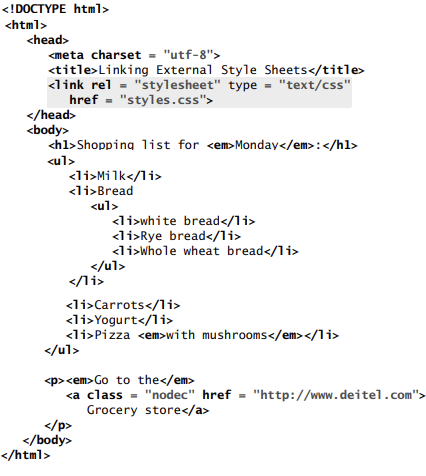 <!DOCTYPE html>
<html>
<head>
<meta charset = "utf-8">
<title>Linking External Style Sheets</title>
<link rel = "stylesheet" type = "text/css"
href = "styles.css">
</head>
<body>
<h1>Shopping list for <em>Monday</em>:</h1>
<ul>
<li>Milk</li>
<li>Bread
<ul>
<li>white bread</li>
<li>Rye bread</li>
<li>Whole wheat bread</li>
</ul>
</li>
<li>Carrots</li>
<li>Yogurt</li>
<li>Pizza <em>with mushrooms</em></li>
</ul>
<p><em>Go to the</em>
<a class = "nodec" href = "http://www.deitel.com">
Grocery store</a>
</p>
</body>
</html>